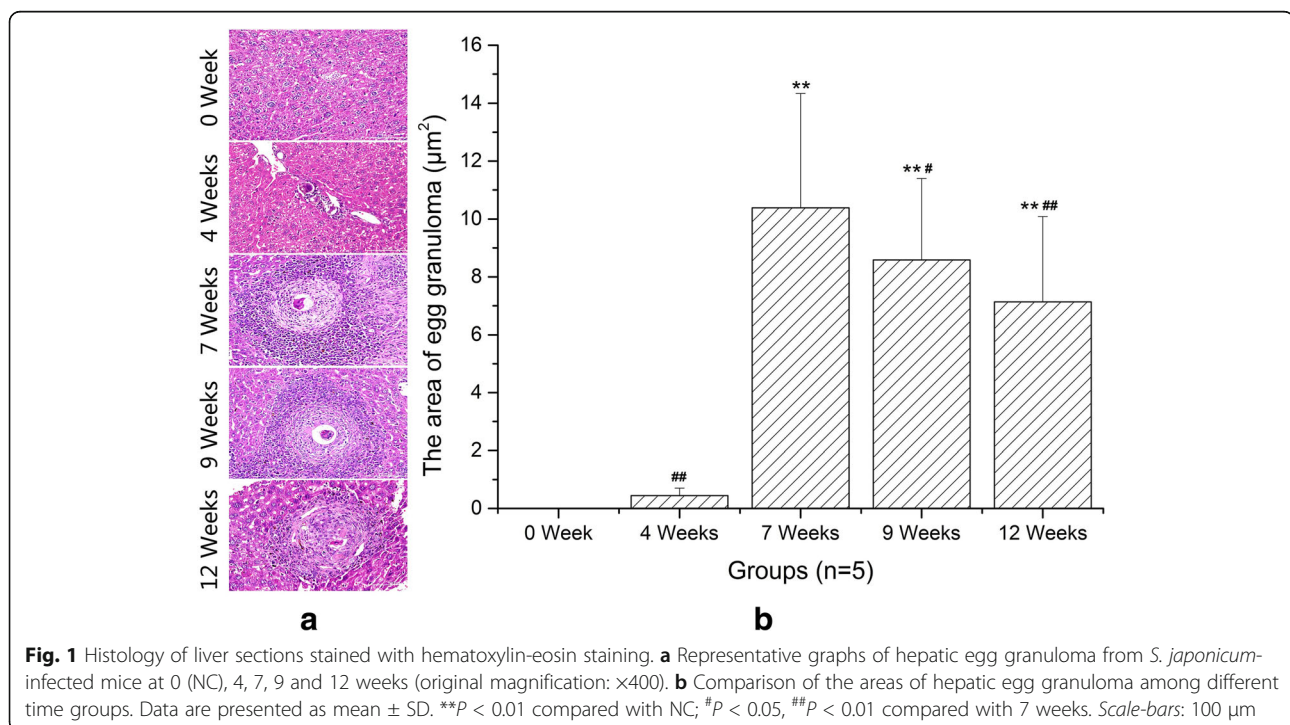 0 Week
4 Weeks
7 Weeks
9 Weeks
12 Weeks
a
The area of egg granuloma (µm²)
16
14
12
10
8
6
4
2
0
##
**
** #
** ##
0 Week 4 Weeks 7 Weeks 9 Weeks 12 Weeks
Groups (n=5)
b
Fig. 1 Histology of liver sections stained with hematoxylin-eosin staining. a Representative graphs of hepatic egg granuloma from S. japonicum-
infected mice at 0 (NC), 4, 7, 9 and 12 weeks (original magnification: ×400). b Comparison of the areas of hepatic egg granuloma among different
time groups. Data are presented as mean ± SD. **P < 0.01 compared with NC; #P < 0.05, ##P < 0.01 compared with 7 weeks. Scale-bars: 100 µm